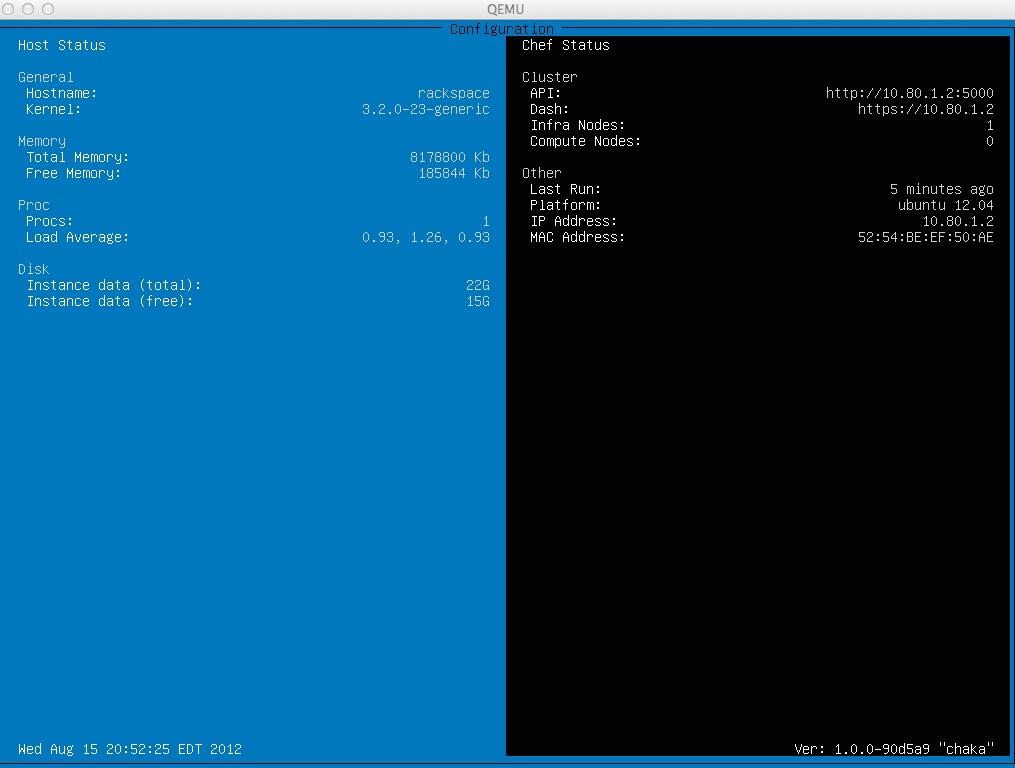 QEMU
Configuration
Host Status
General
Hostname: rackspace
Kernel: 3.2.0-23-generic
Memory
Total Memory: 8178800 Kb
Free Memory: 185844 Kb
Proc
Procs: 1
Load Average: 0.93, 1.26, 0.93
Disk
Instance data (total): 22G
Instance data (free): 15G
Wed Aug 15 20:52:25 EDT 2012
Chef Status
Cluster
API: http://10.80.1.2:5000
Dash: https://10.80.1.2
Infra Nodes: 1
Compute Nodes: 0
Other
Last Run: 5 minutes ago
Platform: ubuntu 12.04
IP Address: 10.80.1.2
MAC Address: 52:54:BE:EF:50:AE
Ver: 1.0.0-90d5a9 "chaka"